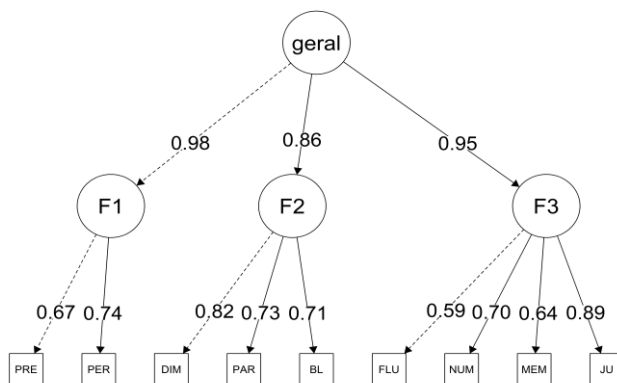 geral
0.98 0.86 0.95
F1 F2 F3
0.67 0.74 0.82 0.73 0.71 0.59 0.70 0.64 0.89
PRE PER DIM PAR BL FLU NUM MEM JU